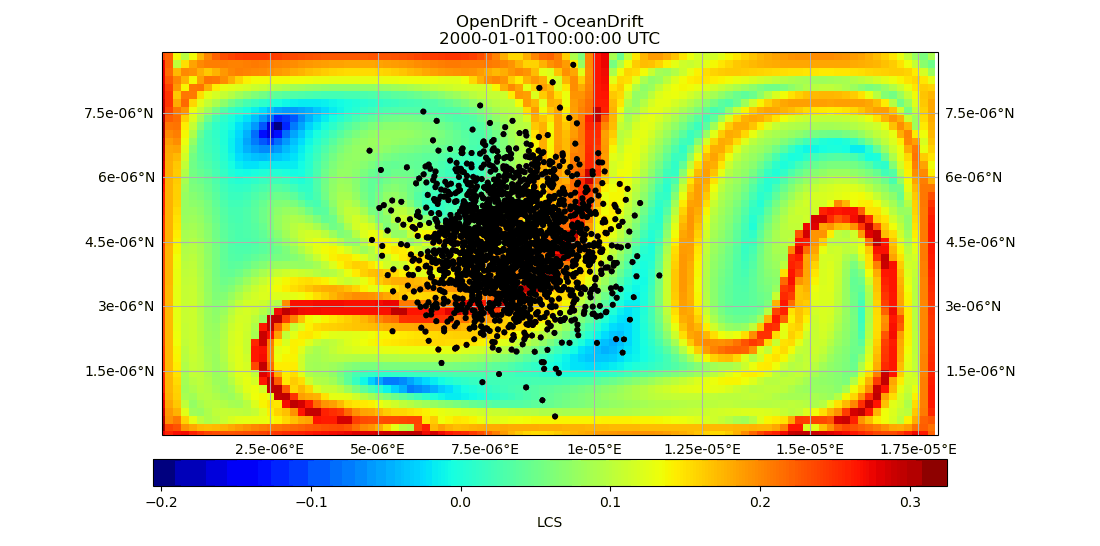 OpenDrift - OceanDrift
2000-01-01T00:00:00 UTC
7.5e-06°N 7.5e-06°N
6e-06°N 6e-06°N
4.5e-06°N 4.5e-06°N
3e-06°N 3e-06°N
1.5e-06°N 1.5e-06°N
2.5e-06°E 5e-06°E 7.5e-06°E 1e-05°E 1.25e-05°E 1.5e-05°E 1.75e-05°E
−0.2 −0.1 0.0 0.1 0.2 0.3
LCS